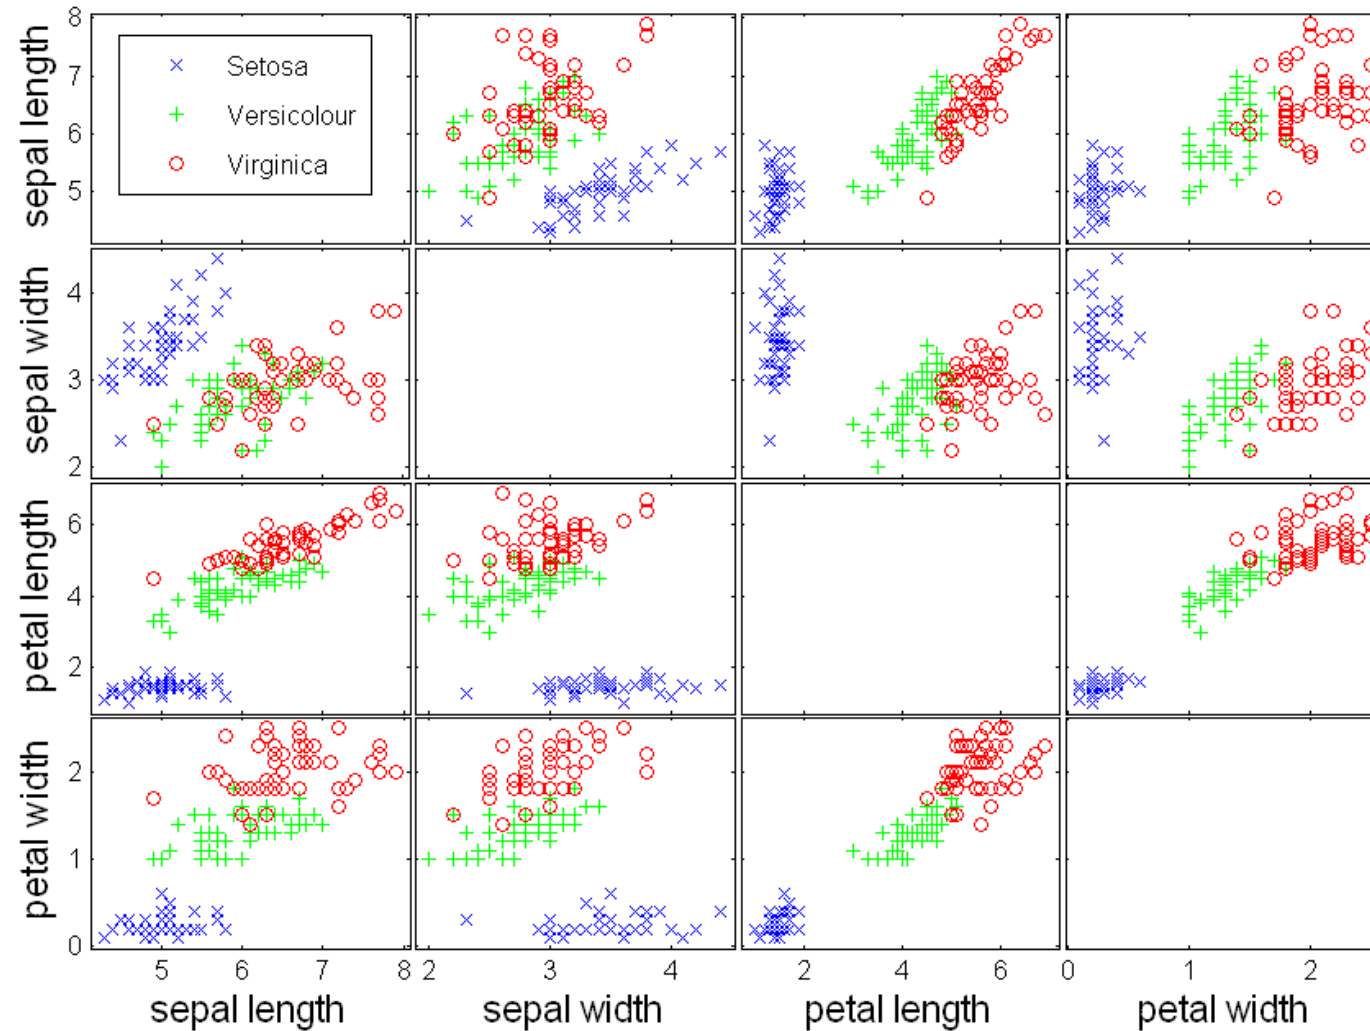 sepal length
8
7
6
5
Setosa
Versicolour
Virginica
sepal width
4
3
2
petal length
6
4
2
petal width
2
1
0
5 6 7 8 2 3 4 2 4 6 0 1 2
sepal length sepal width petal length petal width